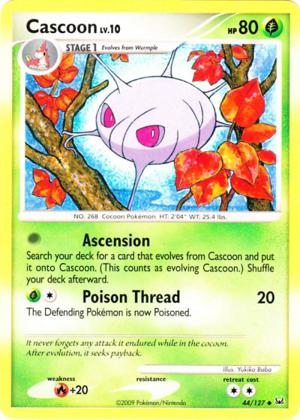 Cascoon LV.10 HP 80
STAGE 1 Evolves from Wurmple
NO. 268 Cocoon Pokémon HT: 2'04" WT: 25.4 lbs.
Ascension
Search your deck for a card that evolves from Cascoon and put
it onto Cascoon. (This counts as evolving Cascoon.) Shuffle
your deck afterward.
Poison Thread 20
The Defending Pokémon is now Poisoned.
It never forgets any attack it endured while in the cocoon.
After evolution, it seeks payback.
Illus. Yukiko Baba
weakness resistance retreat cost
+20
©2009 Pokémon/Nintendo 44/127